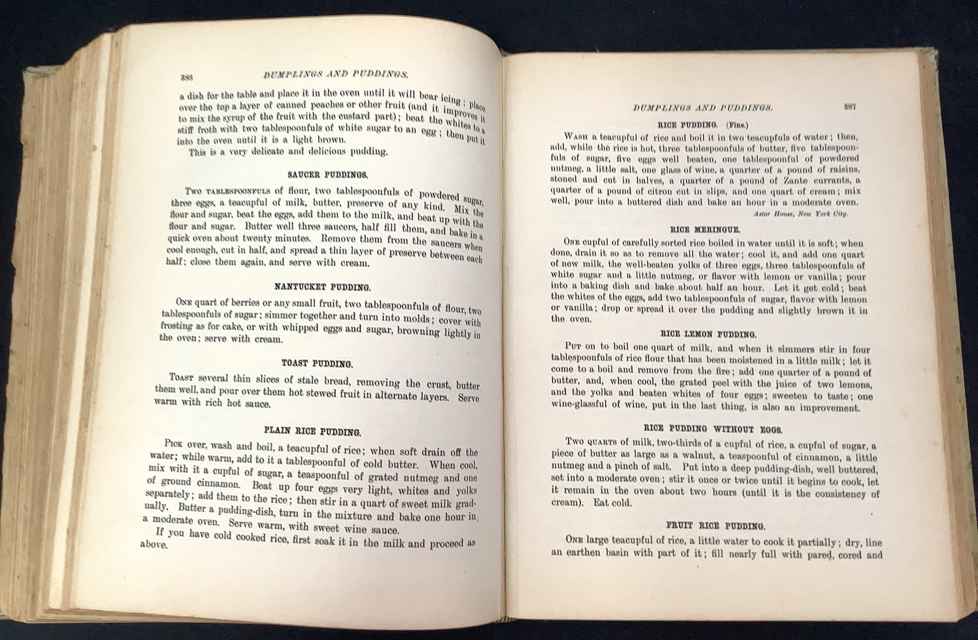 386 DUMPLINGS AND PUDDINGS.
a dish for the table and place it in the oven until it will bear icing; place
over the top a layer of canned peaches or other fruit (and it improves it
to mix the syrup of the fruit with the custard part); beat the whites to a
stiff froth with two tablespoonfuls of white sugar to an egg; then put it
into the oven until it is a light brown.
This is a very delicate and delicious pudding.
SAUCER PUDDINGS.
TWO TABLESPOONFULS of flour, two tablespoonfuls of powdered sugar,
three eggs, a teacupful of milk, butter, preserve of any kind. Mix the
flour and sugar, beat the eggs, add them to the milk, and beat up with the
flour and sugar. Butter well three saucers, half fill them, and bake in a
quick oven about twenty minutes. Remove them from the saucers when
cool enough, cut in half, and spread a thin layer of preserve between each
half; close them again, and serve with cream.
NANTUCKET PUDDING.
ONE quart of berries or any small fruit, two tablespoonfuls of flour, two
tablespoonfuls of sugar; simmer together and turn into molds; cover with
frosting as for cake, or with whipped eggs and sugar, browning lightly in
the oven; serve with cream.
TOAST PUDDING.
TOAST several thin slices of stale bread, removing the crust, butter
them well, and pour over them hot stewed fruit in alternate layers. Serve
warm with rich hot sauce.
PLAIN RICE PUDDING.
PICK over, wash and boil, a teacupful of rice; when soft drain off the
water; while warm, add to it a tablespoonful of cold butter. When cool,
mix with it a cupful of sugar, a teaspoonful of grated nutmeg and one
of ground cinnamon. Beat up four eggs very light, whites and yolks
separately; add them to the rice; then stir in a quart of sweet milk grad-
ually. Butter a pudding-dish, turn in the mixture and bake one hour in
a moderate oven. Serve warm, with sweet wine sauce.
If you have cold cooked rice, first soak it in the milk and proceed as
above.
DUMPLINGS AND PUDDINGS. 387
RICE PUDDING. (Fine.)
WASH a teacupful of rice and boil it in two teacupfuls of water; then,
add, while the rice is hot, three tablespoonfuls of butter, five tablespoon-
fuls of sugar, five eggs well beaten, one tablespoonful of powdered
nutmeg, a little salt, one glass of wine, a quarter of a pound of raisins,
stoned and cut in halves, a quarter of a pound of Zante currants, a
quarter of a pound of citron cut in slips, and one quart of cream; mix
well, pour into a buttered dish and bake an hour in a moderate oven.
Astor House, New York City.
RICE MERINGUE.
ONE cupful of carefully sorted rice boiled in water until it is soft; when
done, drain it so as to remove all the water; cool it, and add one quart
of new milk, the well-beaten yolks of three eggs, three tablespoonfuls of
white sugar and a little nutmeg, or flavor with lemon or vanilla; pour
into a baking dish and bake about half an hour. Let it get cold; beat
the whites of the eggs, add two tablespoonfuls of sugar, flavor with lemon
or vanilla; drop or spread it over the pudding and slightly brown it in
the oven.
RICE LEMON PUDDING.
PUT on to boil one quart of milk, and when it simmers stir in four
tablespoonfuls of rice flour that has been moistened in a little milk; let it
come to a boil and remove from the fire; add one quarter of a pound of
butter, and, when cool, the grated peel with the juice of two lemons,
and the yolks and beaten whites of four eggs; sweeten to taste; one
wine-glassful of wine, put in the last thing, is also an improvement.
RICE PUDDING WITHOUT EGGS.
TWO QUARTS of milk, two-thirds of a cupful of rice, a cupful of sugar, a
piece of butter as large as a walnut, a teaspoonful of cinnamon, a little
nutmeg and a pinch of salt. Put into a deep pudding-dish, well buttered,
set into a moderate oven; stir it once or twice until it begins to cook, let
it remain in the oven about two hours (until it is the consistency of
cream). Eat cold.
FRUIT RICE PUDDING.
ONE large teacupful of rice, a little water to cook it partially; dry, line
an earthen basin with part of it; fill nearly full with pared, cored and